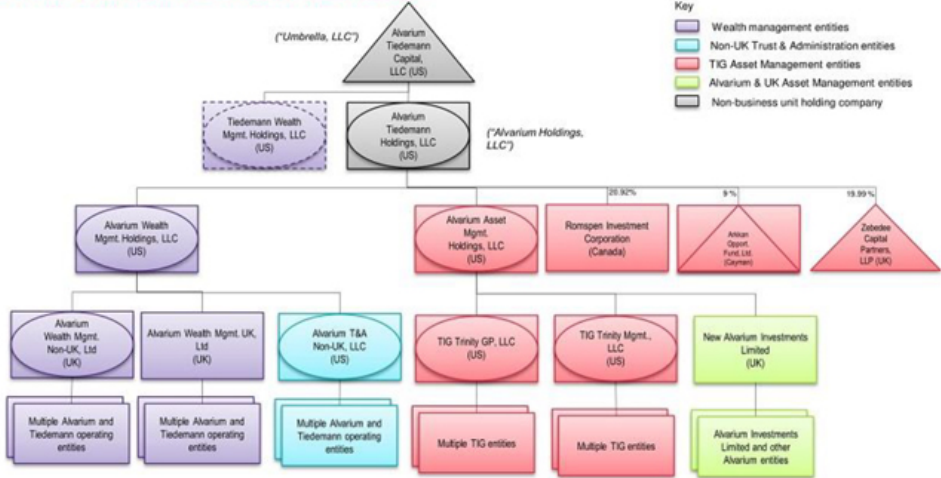 Key
Wealth management entities
Non-UK Trust & Administration entities
TIG Asset Management entities
Alvarium & UK Asset Management entities
Non-business unit holding company
("Umbrella, LLC")
Alvarium
Tiedemann
Capital,
LLC (US)
Tiedemann Wealth
Mgmt. Holdings, LLC
(US)
Alvarium
Tiedemann
Holdings, LLC
(US)
("Alvarium Holdings,
LLC")
20.92%
9 %
19.99 %
Alvarium Wealth
Mgmt. Holdings, LLC
(US)
Alvarium Asset
Mgmt.
Holdings, LLC
(US)
Romspen Investment
Corporation
(Canada)
Arkkan
Opport.
Fund, Ltd.
(Cayman)
Zebedee
Capital
Partners,
LLP (UK)
Alvarium
Wealth Mgmt.
Non-UK, Ltd
(UK)
Alvarium Wealth Mgmt. UK,
Ltd
(UK)
Alvarium T&A
Non-UK, LLC
(US)
TIG Trinity GP, LLC
(US)
TIG Trinity Mgmt.,
LLC
(US)
New Alvarium Investments
Limited
(UK)
Multiple Alvarium and
Tiedemann operating
entities
Multiple Alvarium and
Tiedemann operating
entities
Multiple Alvarium and
Tiedemann operating
entities
Multiple TIG entities
Multiple TIG entities
Alvarium Investments
Limited and other
Alvarium entities